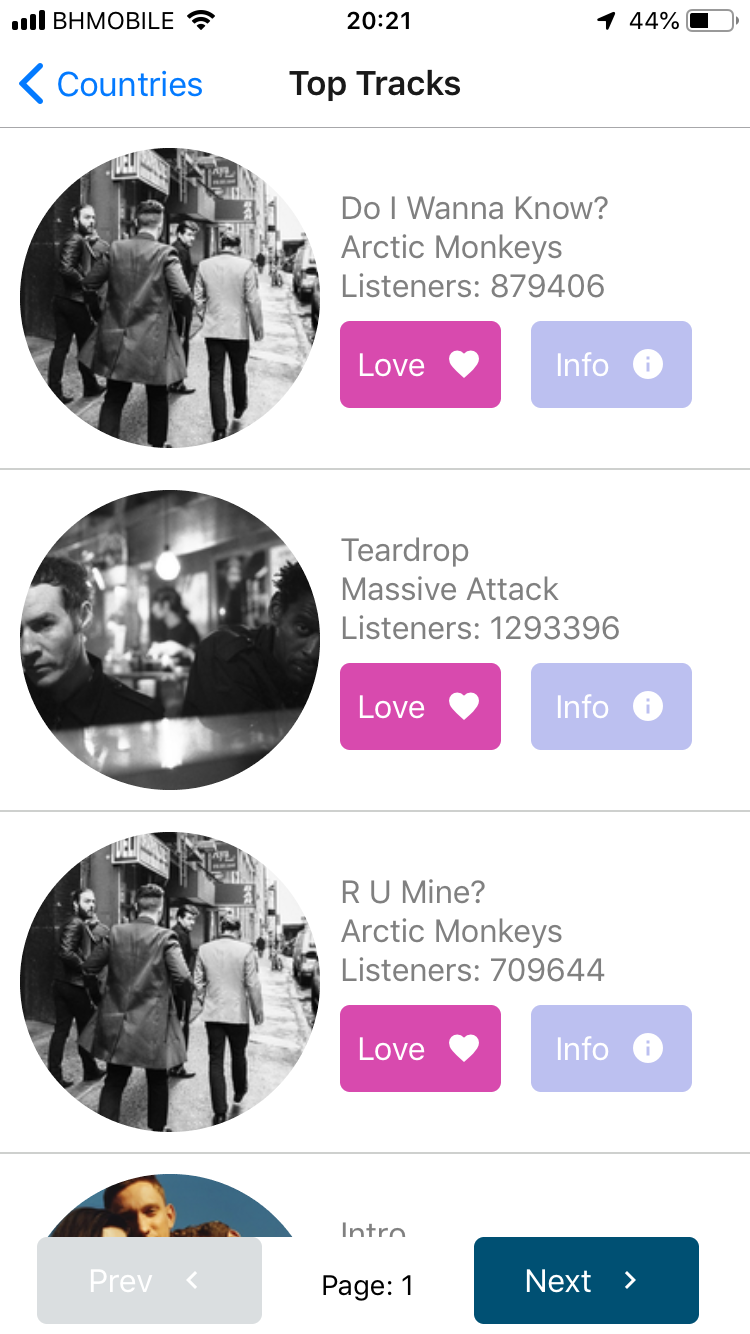 BHMOBILE 20:21 44%
Countries Top Tracks
Do I Wanna Know?
Arctic Monkeys
Listeners: 879406
Love Info
Teardrop
Massive Attack
Listeners: 1293396
Love Info
R U Mine?
Arctic Monkeys
Listeners: 709644
Love Info
Intro
Prev Page: 1 Next